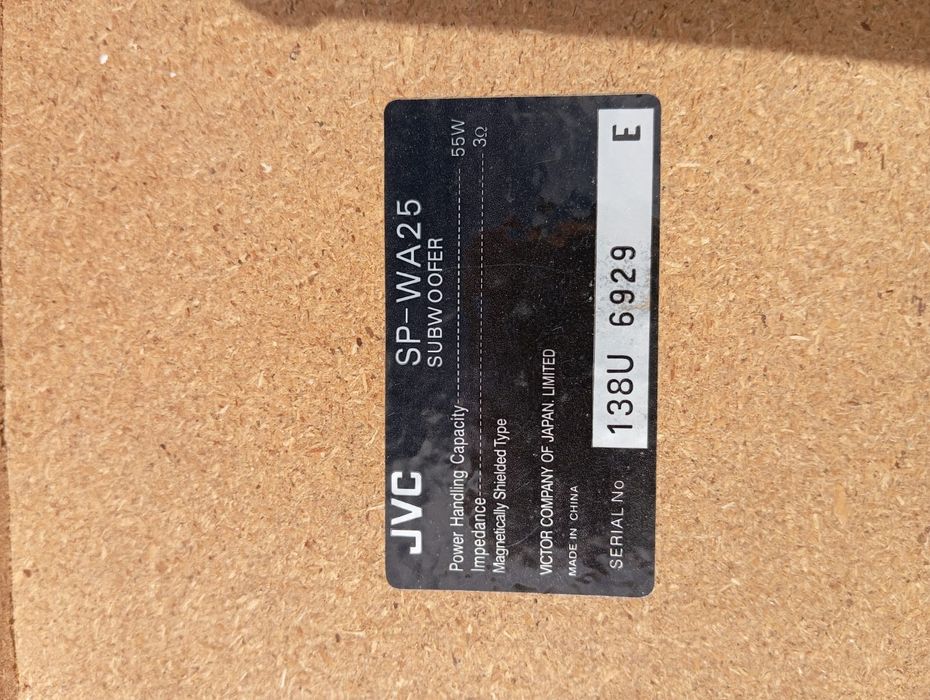 JVC SP-WA25
SUBWOOFER
Power Handling Capacity 55W
Impedance 3Ω
Magnetically Shielded Type
VICTOR COMPANY OF JAPAN. LIMITED
MADE IN CHINA
SERIAL No 138U 6929 E